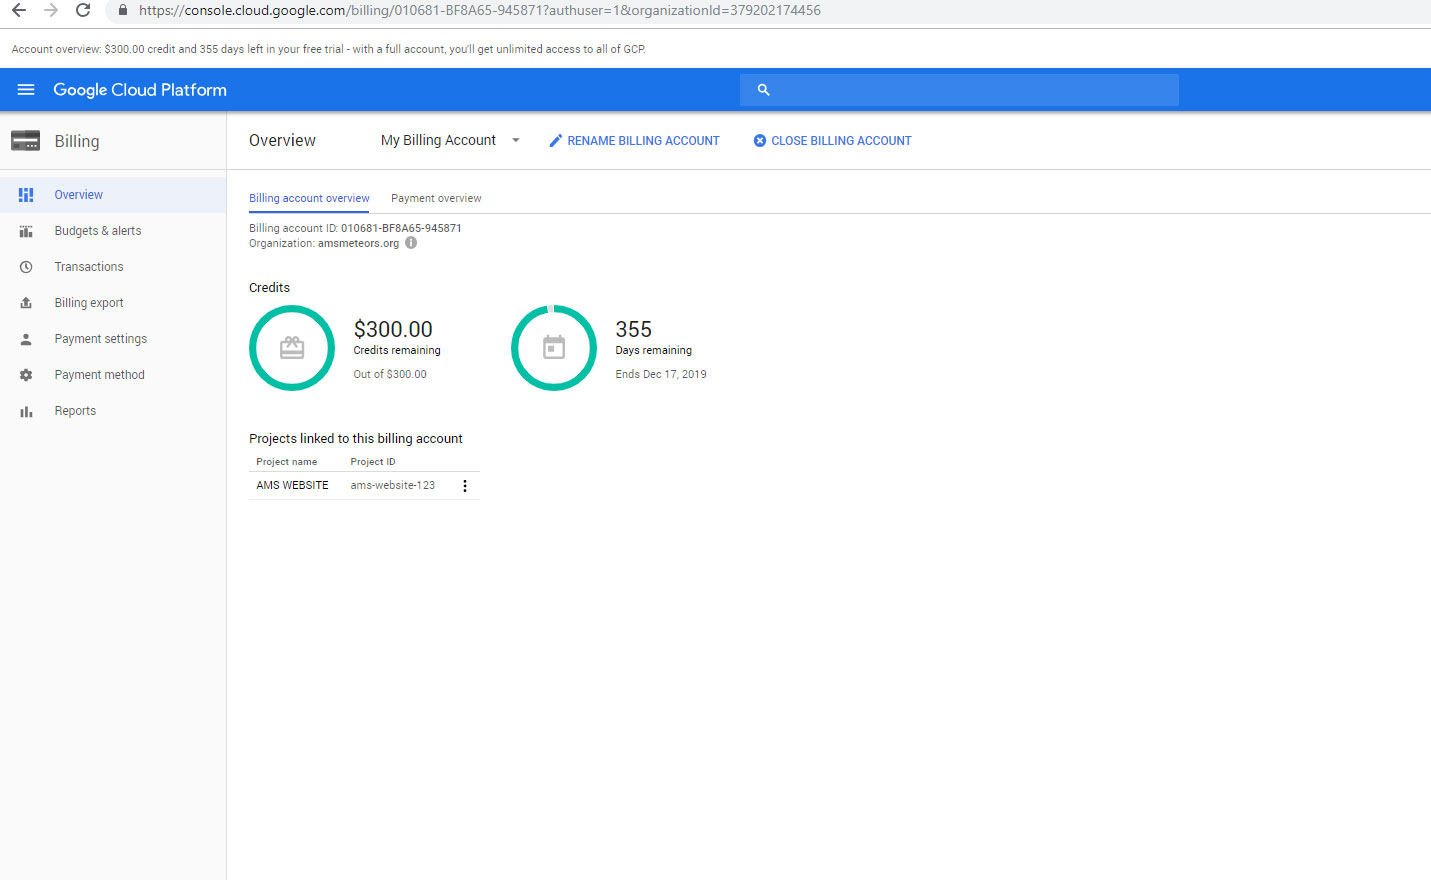 https://console.cloud.google.com/billing/010681-BF8A65-945871?authuser=1&organizationId=379202174456
Account overview: $300.00 credit and 355 days left in your free trial - with a full account, you'll get unlimited access to all of GCP.
Google Cloud Platform
Billing
Overview My Billing Account RENAME BILLING ACCOUNT CLOSE BILLING ACCOUNT
Overview
Budgets & alerts
Transactions
Billing export
Payment settings
Payment method
Reports
Billing account overview Payment overview
Billing account ID: 010681-BF8A65-945871
Organization: amsmeteors.org
Credits
$300.00
Credits remaining
Out of $300.00
355
Days remaining
Ends Dec 17, 2019
Projects linked to this billing account
Project name Project ID
AMS WEBSITE ams-website-123